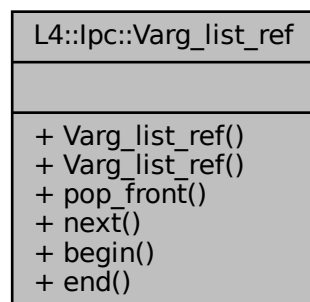 L4::Ipc::Varg_list_ref
+ Varg_list_ref()
+ Varg_list_ref()
+ pop_front()
+ next()
+ begin()
+ end()